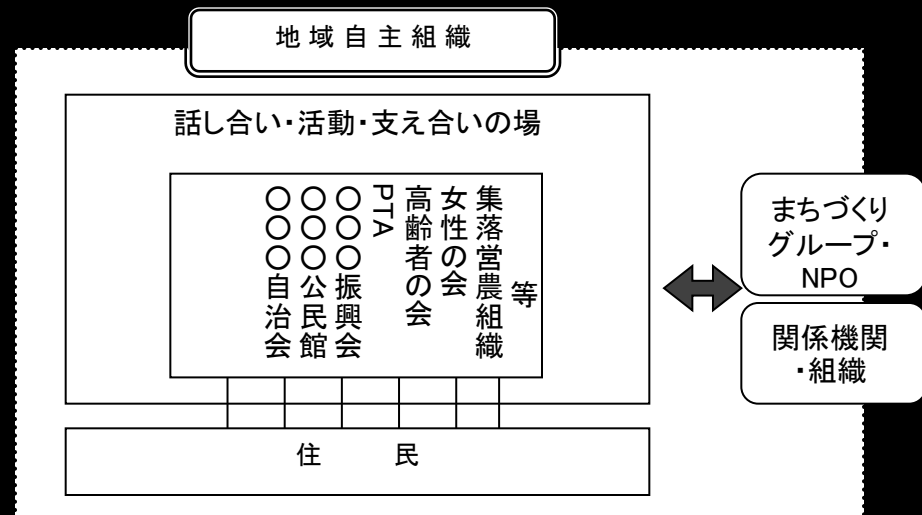 地域自主組織
話し合い・活動・支え合いの場
〇〇〇自治会
〇〇〇公民館
〇〇〇振興会
PTA
高齢者の会
女性の会
集落営農組織
等
まちづくり
グループ・
NPO
関係機関
・組織
住　民